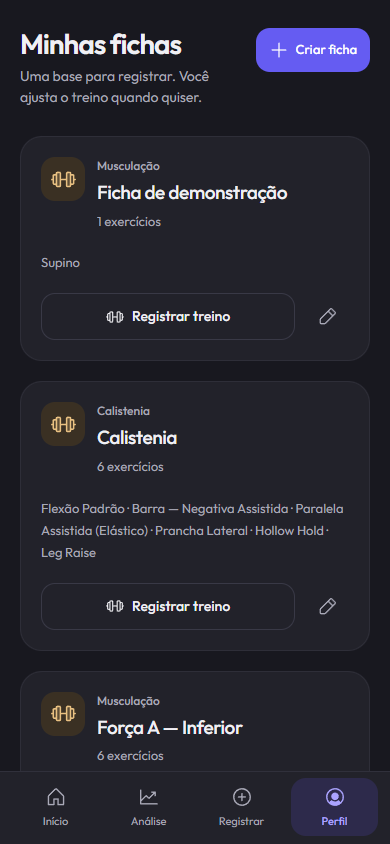 Minhas fichas
Criar ficha
Uma base para registrar. Você
ajusta o treino quando quiser.
Musculação
Ficha de demonstração
1 exercícios
Supino
Registrar treino
Calistenia
Calistenia
6 exercícios
Flexão Padrão · Barra — Negativa Assistida · Paralela
Assistida (Elástico) · Prancha Lateral · Hollow Hold ·
Leg Raise
Registrar treino
Musculação
Força A — Inferior
6 exercícios
Início
Análise
Registrar
Perfil